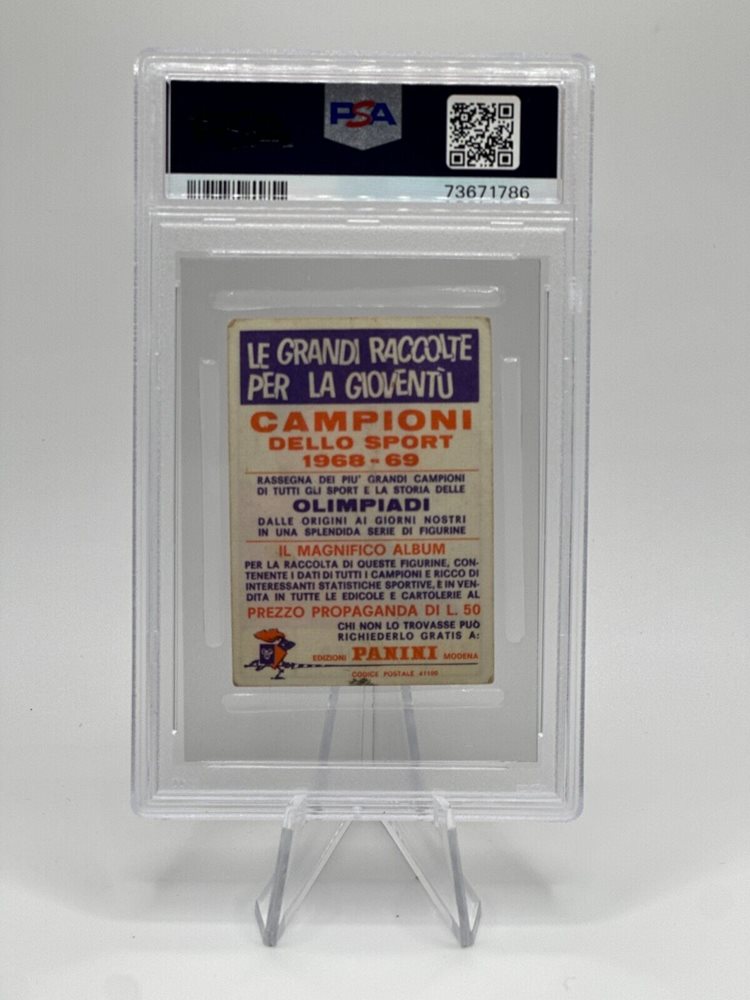 PSA
73671786
LE GRANDI RACCOLTE
PER LA GIOVENTÙ
CAMPIONI
DELLO SPORT
1968-69
RASSEGNA DEI PIU' GRANDI CAMPIONI
DI TUTTI GLI SPORT E LA STORIA DELLE
OLIMPIADI
DALLE ORIGINI AI GIORNI NOSTRI
IN UNA SPLENDIDA SERIE DI FIGURINE
IL MAGNIFICO ALBUM
PER LA RACCOLTA DI QUESTE FIGURINE, CON-
TENENTE I DATI DI TUTTI I CAMPIONI E RICCO DI
INTERESSANTI STATISTICHE SPORTIVE, È IN VEN-
DITA IN TUTTE LE EDICOLE E CARTOLERIE AL
PREZZO PROPAGANDA DI L. 50
CHI NON LO TROVASSE PUÒ
RICHIEDERLO GRATIS A:
EDIZIONI PANINI MODENA
CODICE POSTALE 41100